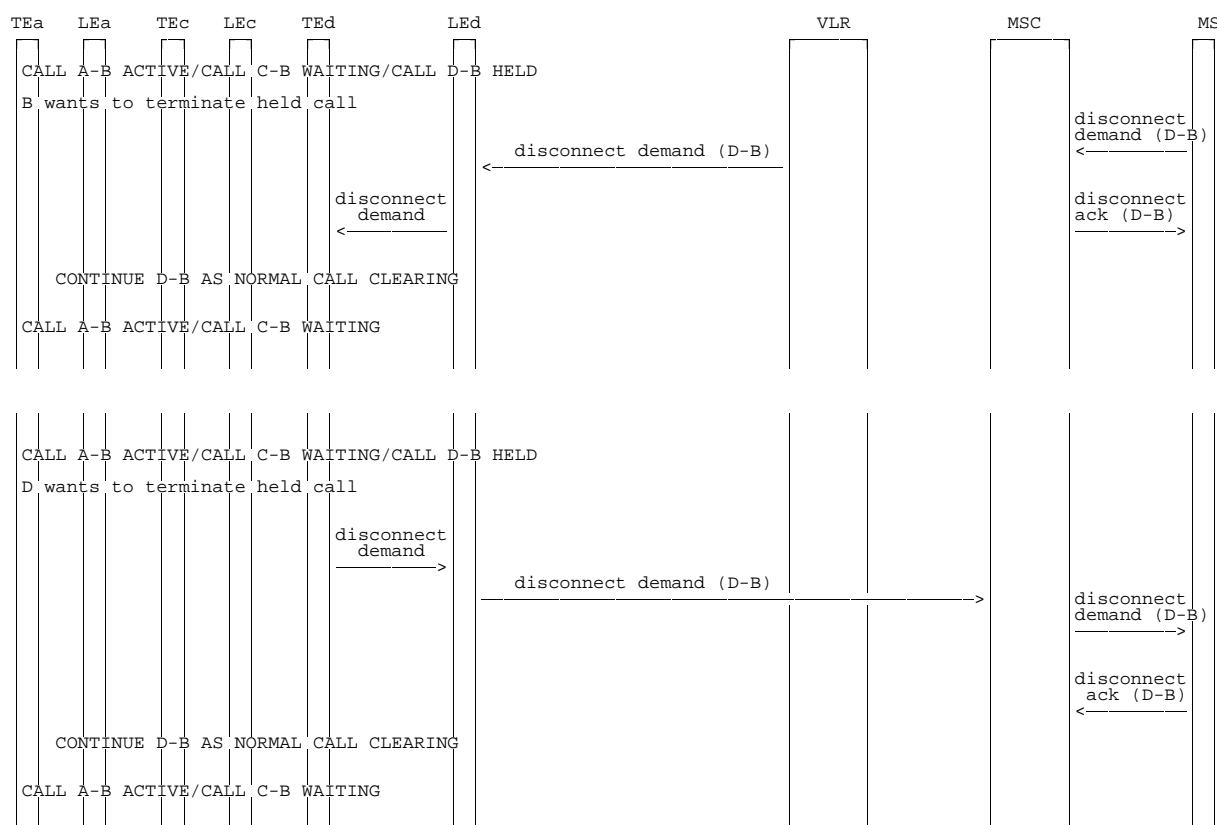 TEa LEa TEc LEc TEd LEd VLR MSC MS
CALL A-B ACTIVE/CALL C-B WAITING/CALL D-B HELD
B wants to terminate held call
disconnect
demand (D-B)
disconnect demand (D-B)
disconnect
demand
disconnect
ack (D-B)
CONTINUE D-B AS NORMAL CALL CLEARING
CALL A-B ACTIVE/CALL C-B WAITING
CALL A-B ACTIVE/CALL C-B WAITING/CALL D-B HELD
D wants to terminate held call
disconnect
demand
disconnect demand (D-B)
disconnect
demand (D-B)
disconnect
ack (D-B)
CONTINUE D-B AS NORMAL CALL CLEARING
CALL A-B ACTIVE/CALL C-B WAITING